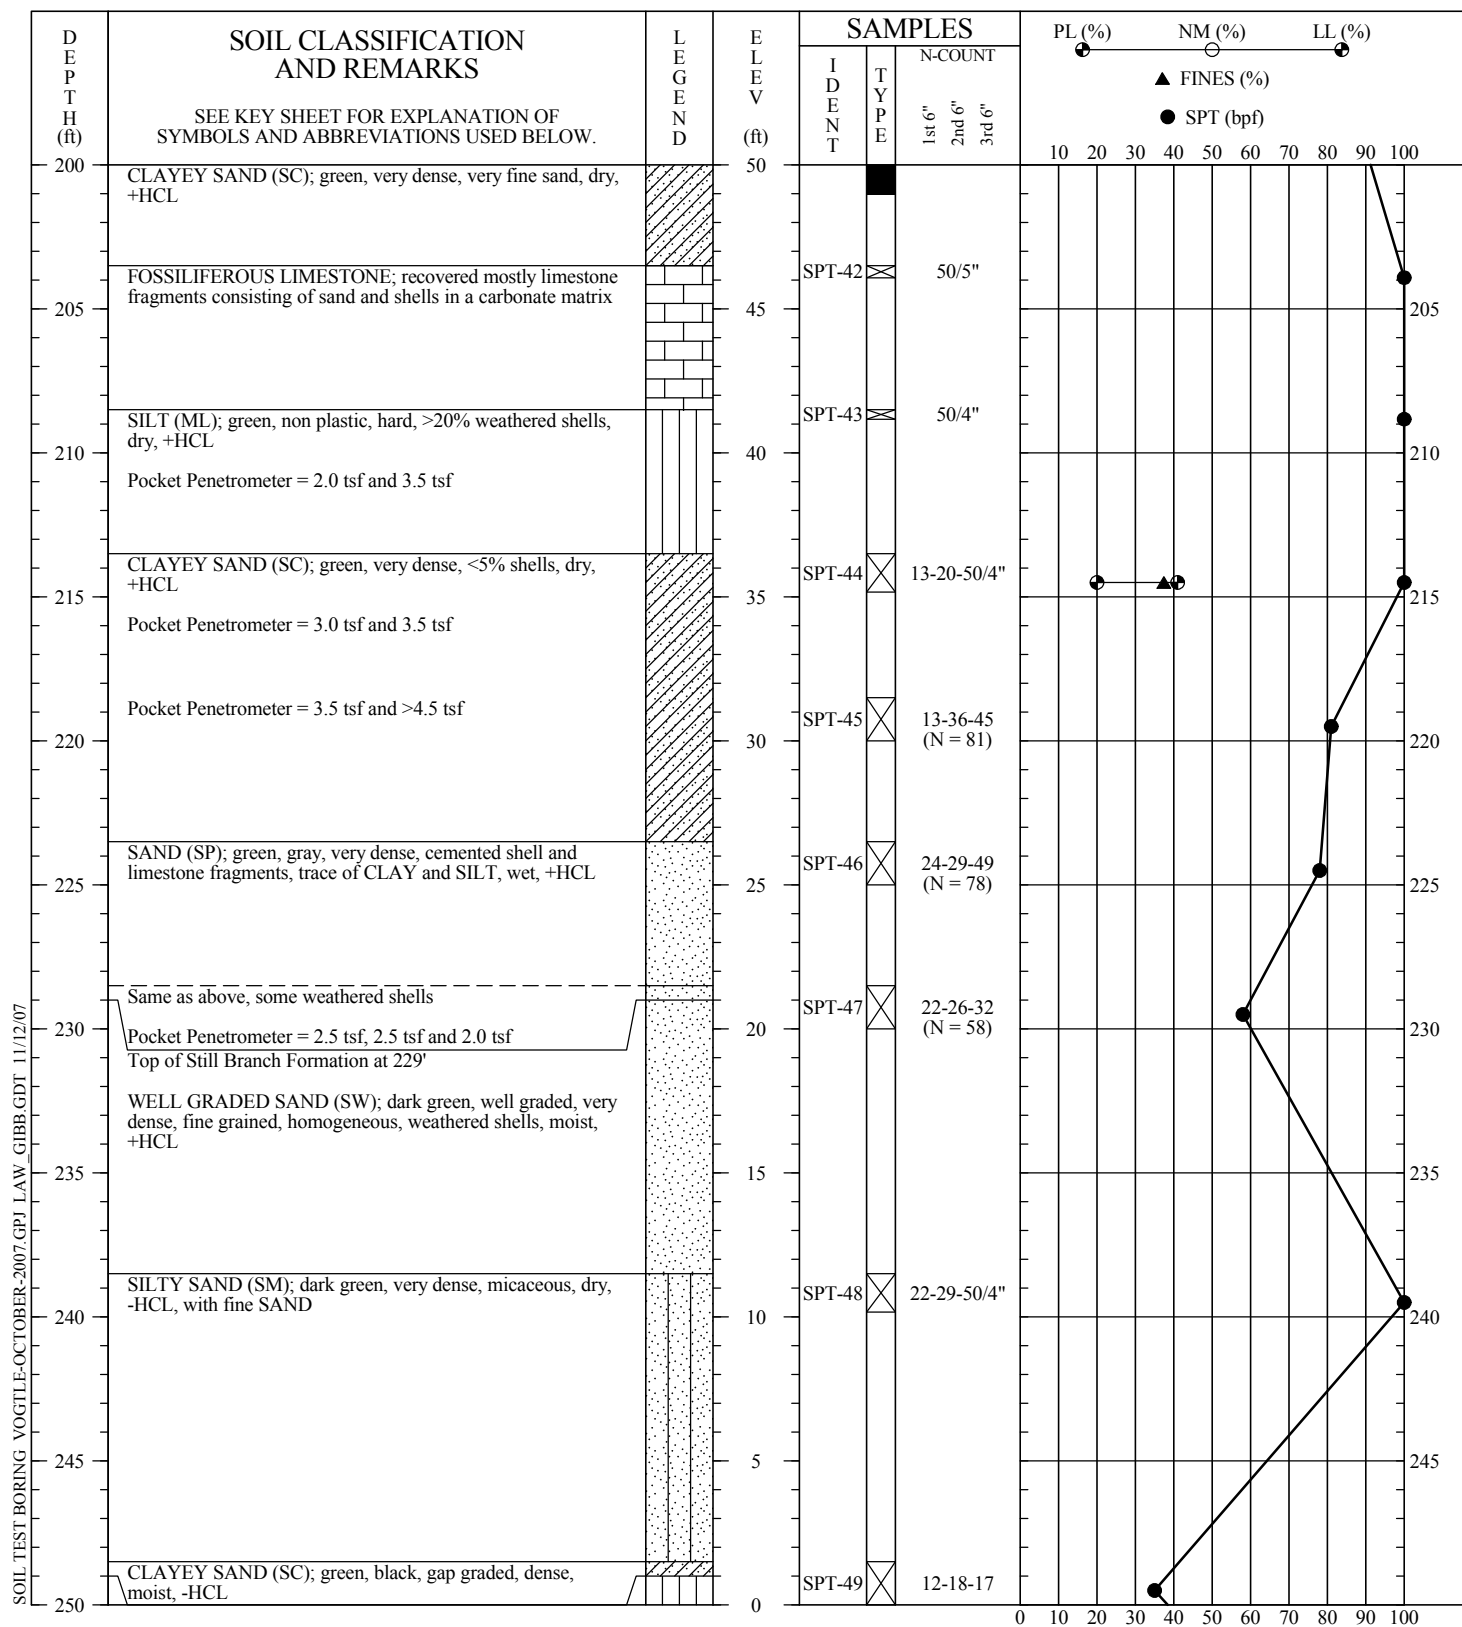 DEPTH (ft)
SOIL CLASSIFICATION
AND REMARKS
SEE KEY SHEET FOR EXPLANATION OF
SYMBOLS AND ABBREVIATIONS USED BELOW.
LEGEND
ELEV (ft)
SAMPLES
IDENT
TYPE
N-COUNT
1st 6"
2nd 6"
3rd 6"
PL (%) NM (%) LL (%)
FINES (%)
SPT (bpf)
10 20 30 40 50 60 70 80 90 100
200
CLAYEY SAND (SC); green, very dense, very fine sand, dry,
+HCL
50
FOSSILIFEROUS LIMESTONE; recovered mostly limestone
fragments consisting of sand and shells in a carbonate matrix
SPT-42 50/5"
205 45 205
SILT (ML); green, non plastic, hard, >20% weathered shells,
dry, +HCL
SPT-43 50/4"
210 40 210
Pocket Penetrometer = 2.0 tsf and 3.5 tsf
CLAYEY SAND (SC); green, very dense, <5% shells, dry,
+HCL
SPT-44 13-20-50/4"
215 35 215
Pocket Penetrometer = 3.0 tsf and 3.5 tsf
Pocket Penetrometer = 3.5 tsf and >4.5 tsf
SPT-45 13-36-45
(N = 81)
220 30 220
SAND (SP); green, gray, very dense, cemented shell and
limestone fragments, trace of CLAY and SILT, wet, +HCL
SPT-46 24-29-49
(N = 78)
225 25 225
Same as above, some weathered shells
SPT-47 22-26-32
(N = 58)
230 20 230
Pocket Penetrometer = 2.5 tsf, 2.5 tsf and 2.0 tsf
Top of Still Branch Formation at 229'
WELL GRADED SAND (SW); dark green, well graded, very
dense, fine grained, homogeneous, weathered shells, moist,
+HCL
235 15 235
SILTY SAND (SM); dark green, very dense, micaceous, dry,
-HCL, with fine SAND
SPT-48 22-29-50/4"
240 10 240
245 5 245
CLAYEY SAND (SC); green, black, gap graded, dense,
moist, -HCL
SPT-49 12-18-17
250 0
0 10 20 30 40 50 60 70 80 90 100
SOIL TEST BORING VOGTLE-OCTOBER-2007.GPJ LAW_GIBB.GDT 11/12/07